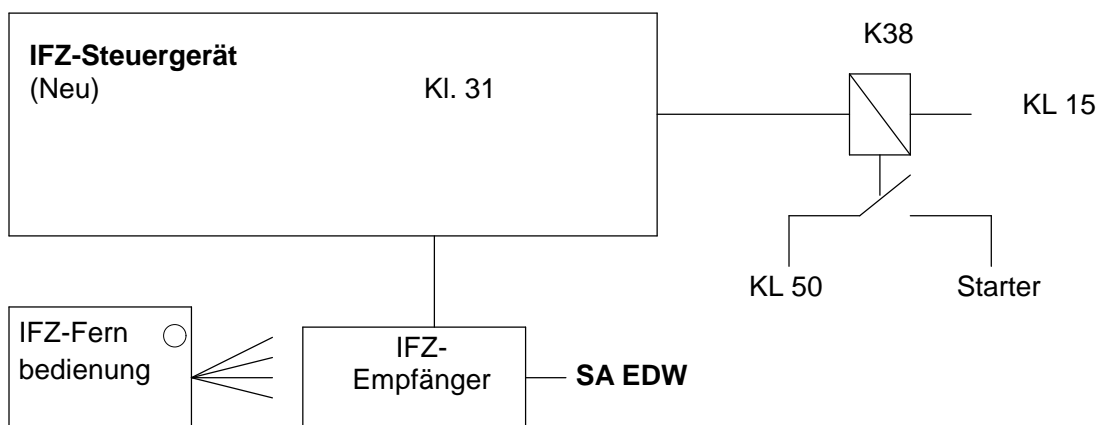 IFZ-Steuergerät
(Neu)
Kl. 31
K38
KL 15
KL 50
Starter
IFZ-Fern
bedienung
IFZ-
Empfänger
SA EDW